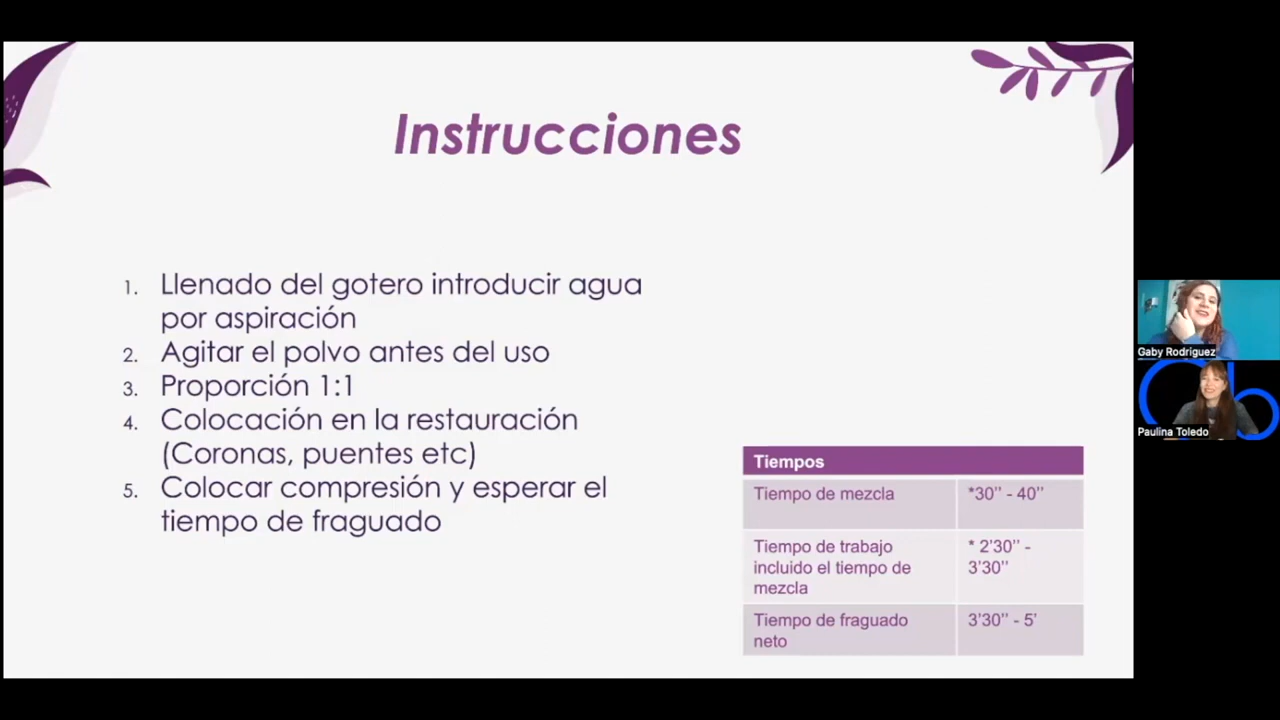 Instrucciones
1. Llenado del gotero introducir agua
por aspiración
2. Agitar el polvo antes del uso
3. Proporción 1:1
4. Colocación en la restauración
(Coronas, puentes etc)
5. Colocar compresión y esperar el
tiempo de fraguado
Tiempos
Tiempo de mezcla *30’’ - 40’’
Tiempo de trabajo * 2’30’’ -
incluido el tiempo de 3’30’’
mezcla
Tiempo de fraguado 3’30’’ - 5’
neto
Gaby Rodriguez
Paulina Toledo